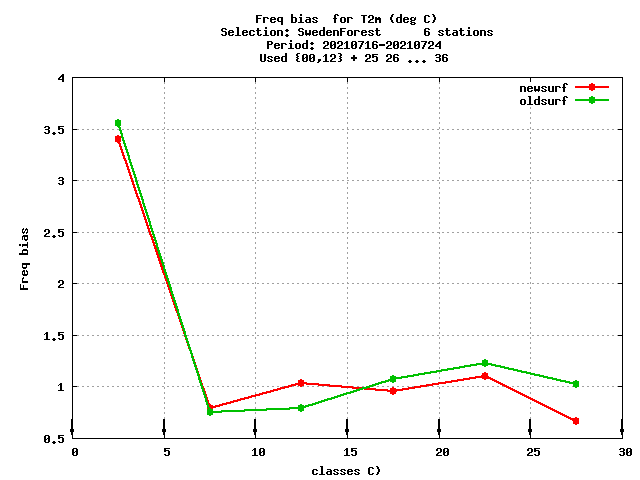 Freq bias  for T2m (deg C)
Selection: SwedenForest      6 stations
Period: 20210716-20210724
Used {00,12} + 25 26 ... 36
newsurf
oldsurf
4
3.5
3
2.5
2
1.5
1
0.5
Freq bias
0 5 10 15 20 25 30
classes C)